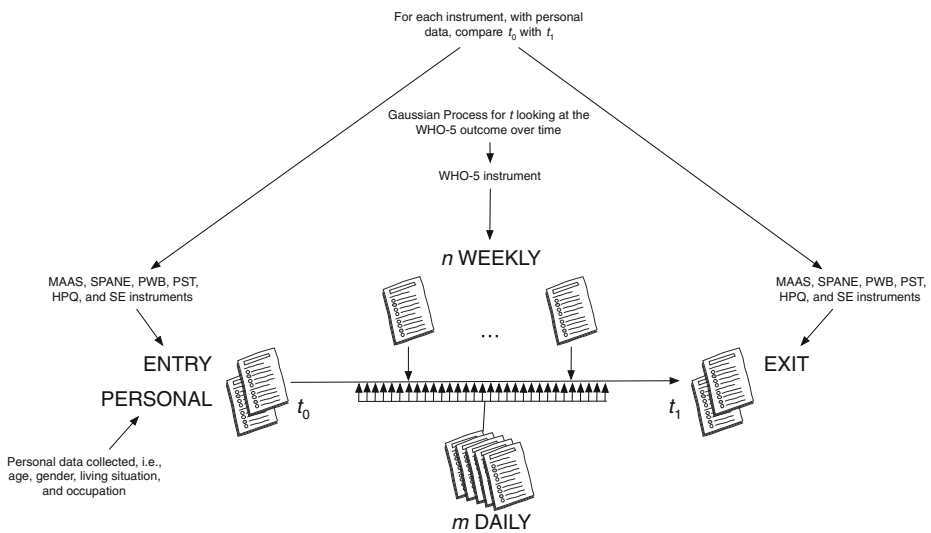 For each instrument, with personal
data, compare t0 with t1
Gaussian Process for t looking at the
WHO-5 outcome over time
WHO-5 instrument
n WEEKLY
MAAS, SPANE, PWB, PST,
HPQ, and SE instruments
MAAS, SPANE, PWB, PST,
HPQ, and SE instruments
...
ENTRY
PERSONAL
t0
t1
EXIT
Personal data collected, i.e.,
age, gender, living situation,
and occupation
m DAILY